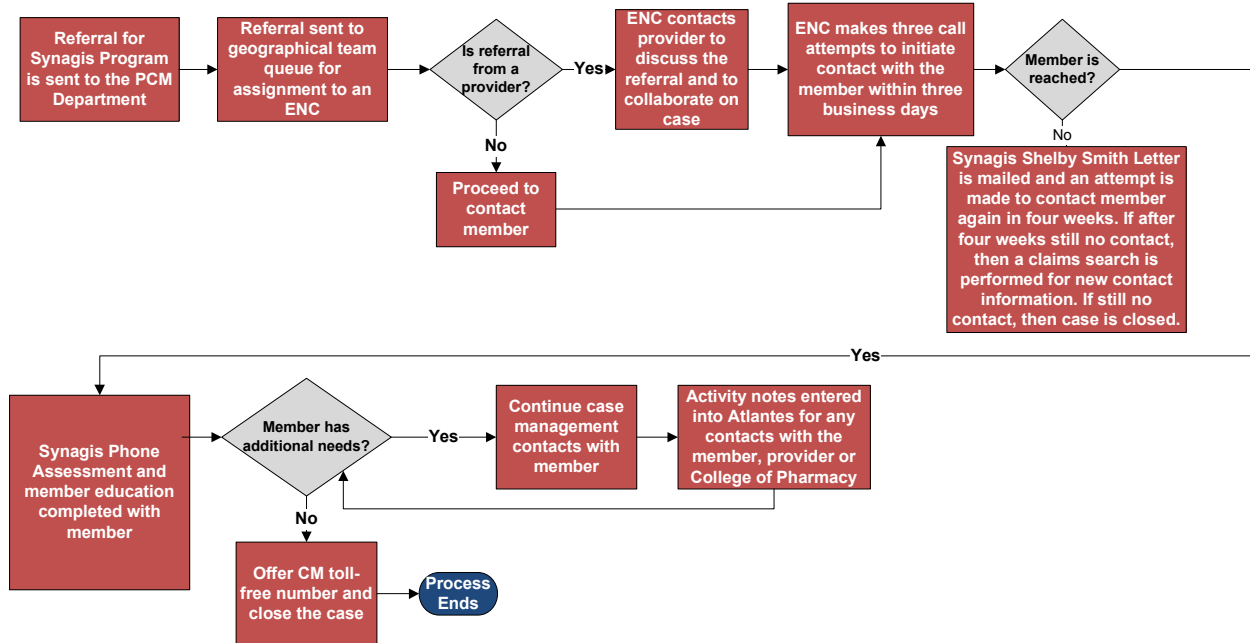 Referral for
Synagis Program
is sent to the PCM
Department
Referral sent to
geographical team
queue for
assignment to an
ENC
Is referral
from a
provider?
Yes
ENC contacts
provider to
discuss the
referral and to
collaborate on
case
ENC makes three call
attempts to initiate
contact with the
member within three
business days
Member is
reached?
No
Proceed to
contact
member
No
Synagis Shelby Smith Letter
is mailed and an attempt is
made to contact member
again in four weeks. If after
four weeks still no contact,
then a claims search is
performed for new contact
information. If still no
contact, then case is closed.
Yes
Synagis Phone
Assessment and
member education
completed with
member
Member has
additional needs?
Yes
Continue case
management
contacts with
member
Activity notes entered
into Atlantes for any
contacts with the
member, provider or
College of Pharmacy
No
Offer CM toll-
free number and
close the case
Process
Ends